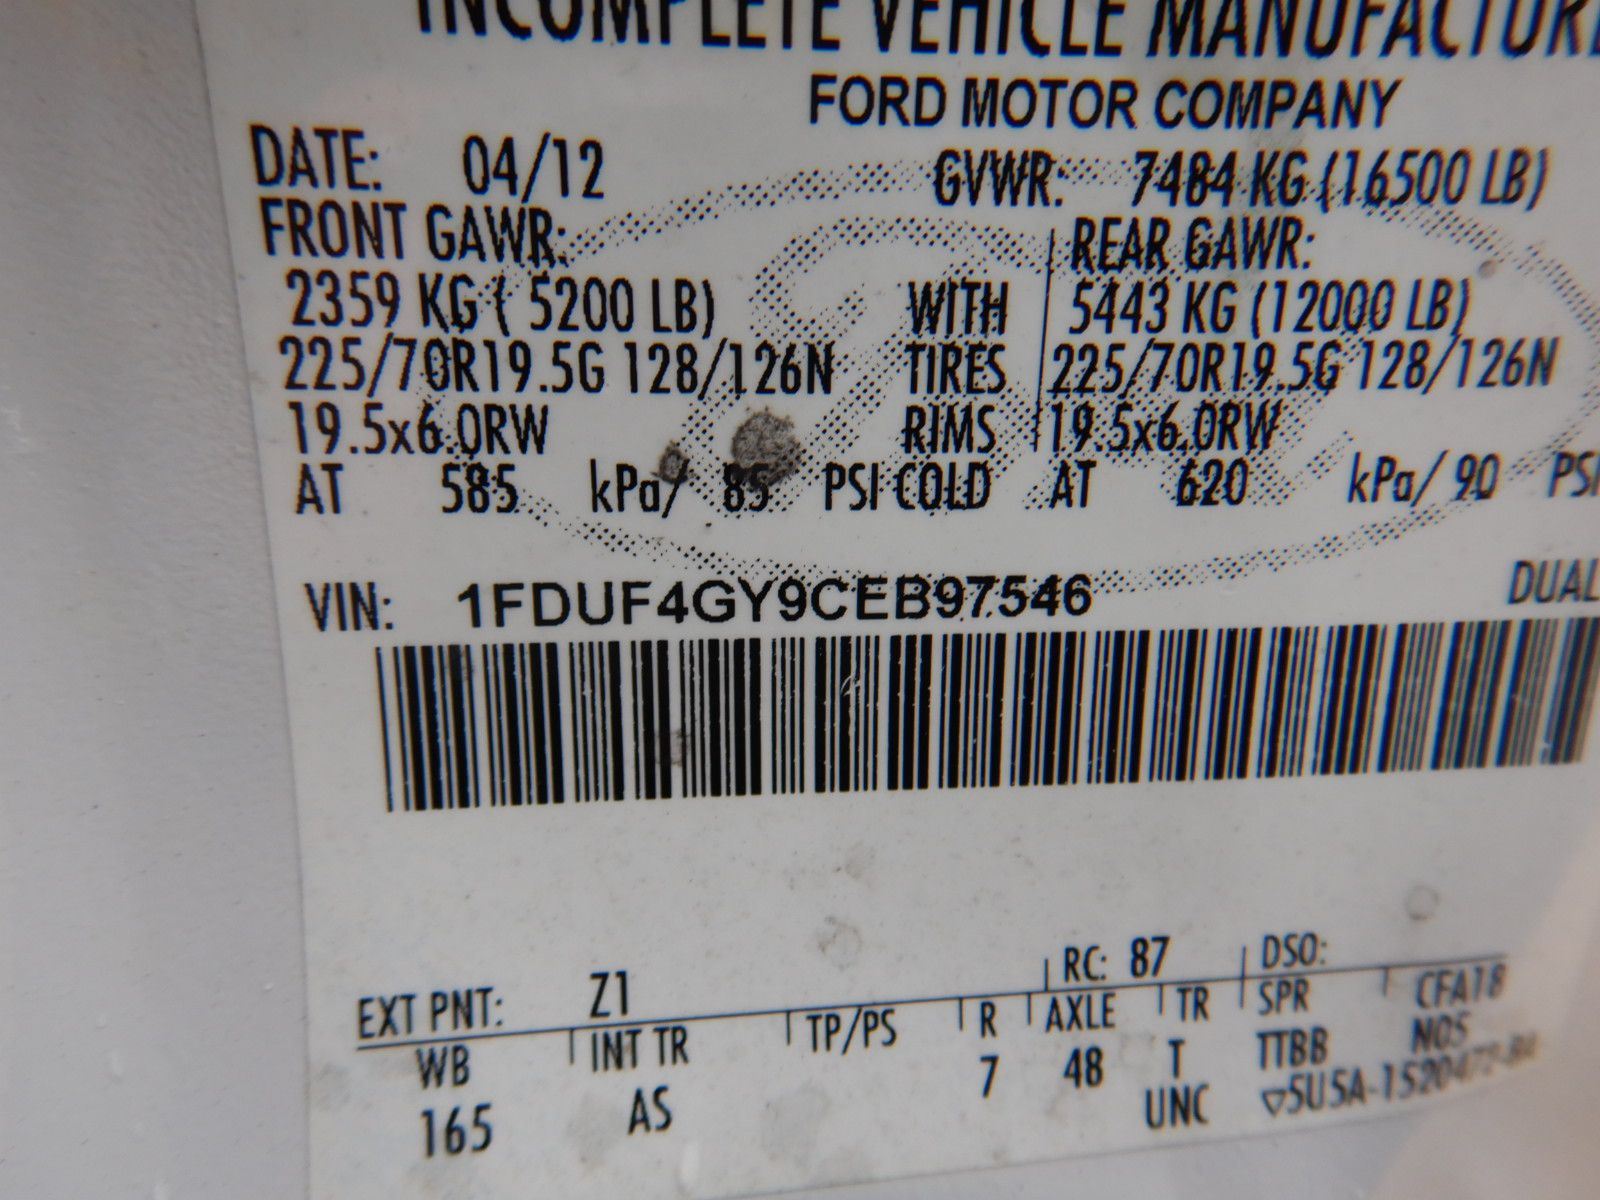 INCOMPLETE VEHICLE MANUFACTURE
FORD MOTOR COMPANY
DATE: 04/12 GVWR: 7484 KG (16500 LB)
FRONT GAWR: REAR GAWR:
2359 KG ( 5200 LB) WITH 5443 KG (12000 LB)
225/70R19.5G 128/126N TIRES 225/70R19.5G 128/126N
19.5x6.0RW RIMS 19.5x6.0RW
AT 585 kPa/ 85 PSI COLD AT 620 kPa/ 90 PSI
VIN: 1FDUF4GY9CEB97546 DUAL
EXT PNT: Z1 RC: 87 DSO:
WB INT TR TP/PS R AXLE TR SPR CFA18
165 AS 7 48 T TTBB N05
UNC